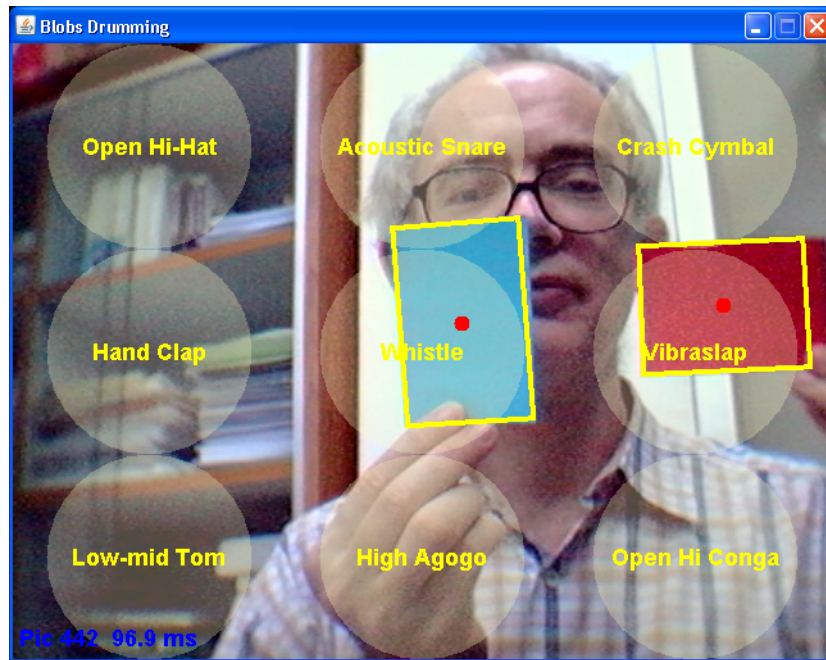 Blobs Drumming
Open Hi-Hat
Acoustic Snare
Crash Cymbal
Hand Clap
Whistle
Vibraslap
Low-mid Tom
High Agogo
Open Hi Conga
Pic 442 96.9 ms